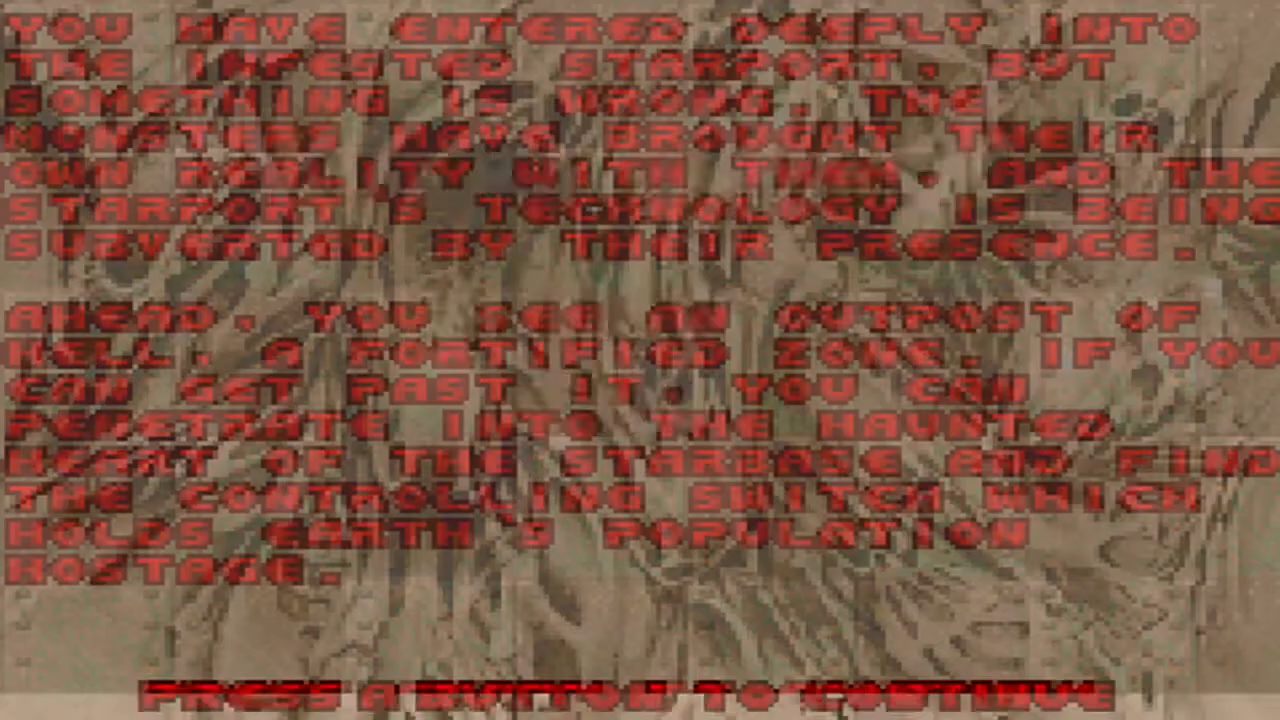 YOU HAVE ENTERED DEEPLY INTO
THE INFESTED STARPORT. BUT
SOMETHING IS WRONG. THE
MONSTERS HAVE BROUGHT THEIR
OWN REALITY WITH THEM, AND THE
STARPORT'S TECHNOLOGY IS BEING
SUBVERTED BY THEIR PRESENCE.
AHEAD, YOU SEE AN OUTPOST OF
HELL, A FORTIFIED ZONE. IF YOU
CAN GET PAST IT, YOU CAN
PENETRATE INTO THE HAUNTED
HEART OF THE STARBASE AND FIND
THE CONTROLLING SWITCH WHICH
HOLDS EARTH'S POPULATION
HOSTAGE.
PRESS A BUTTON TO CONTINUE